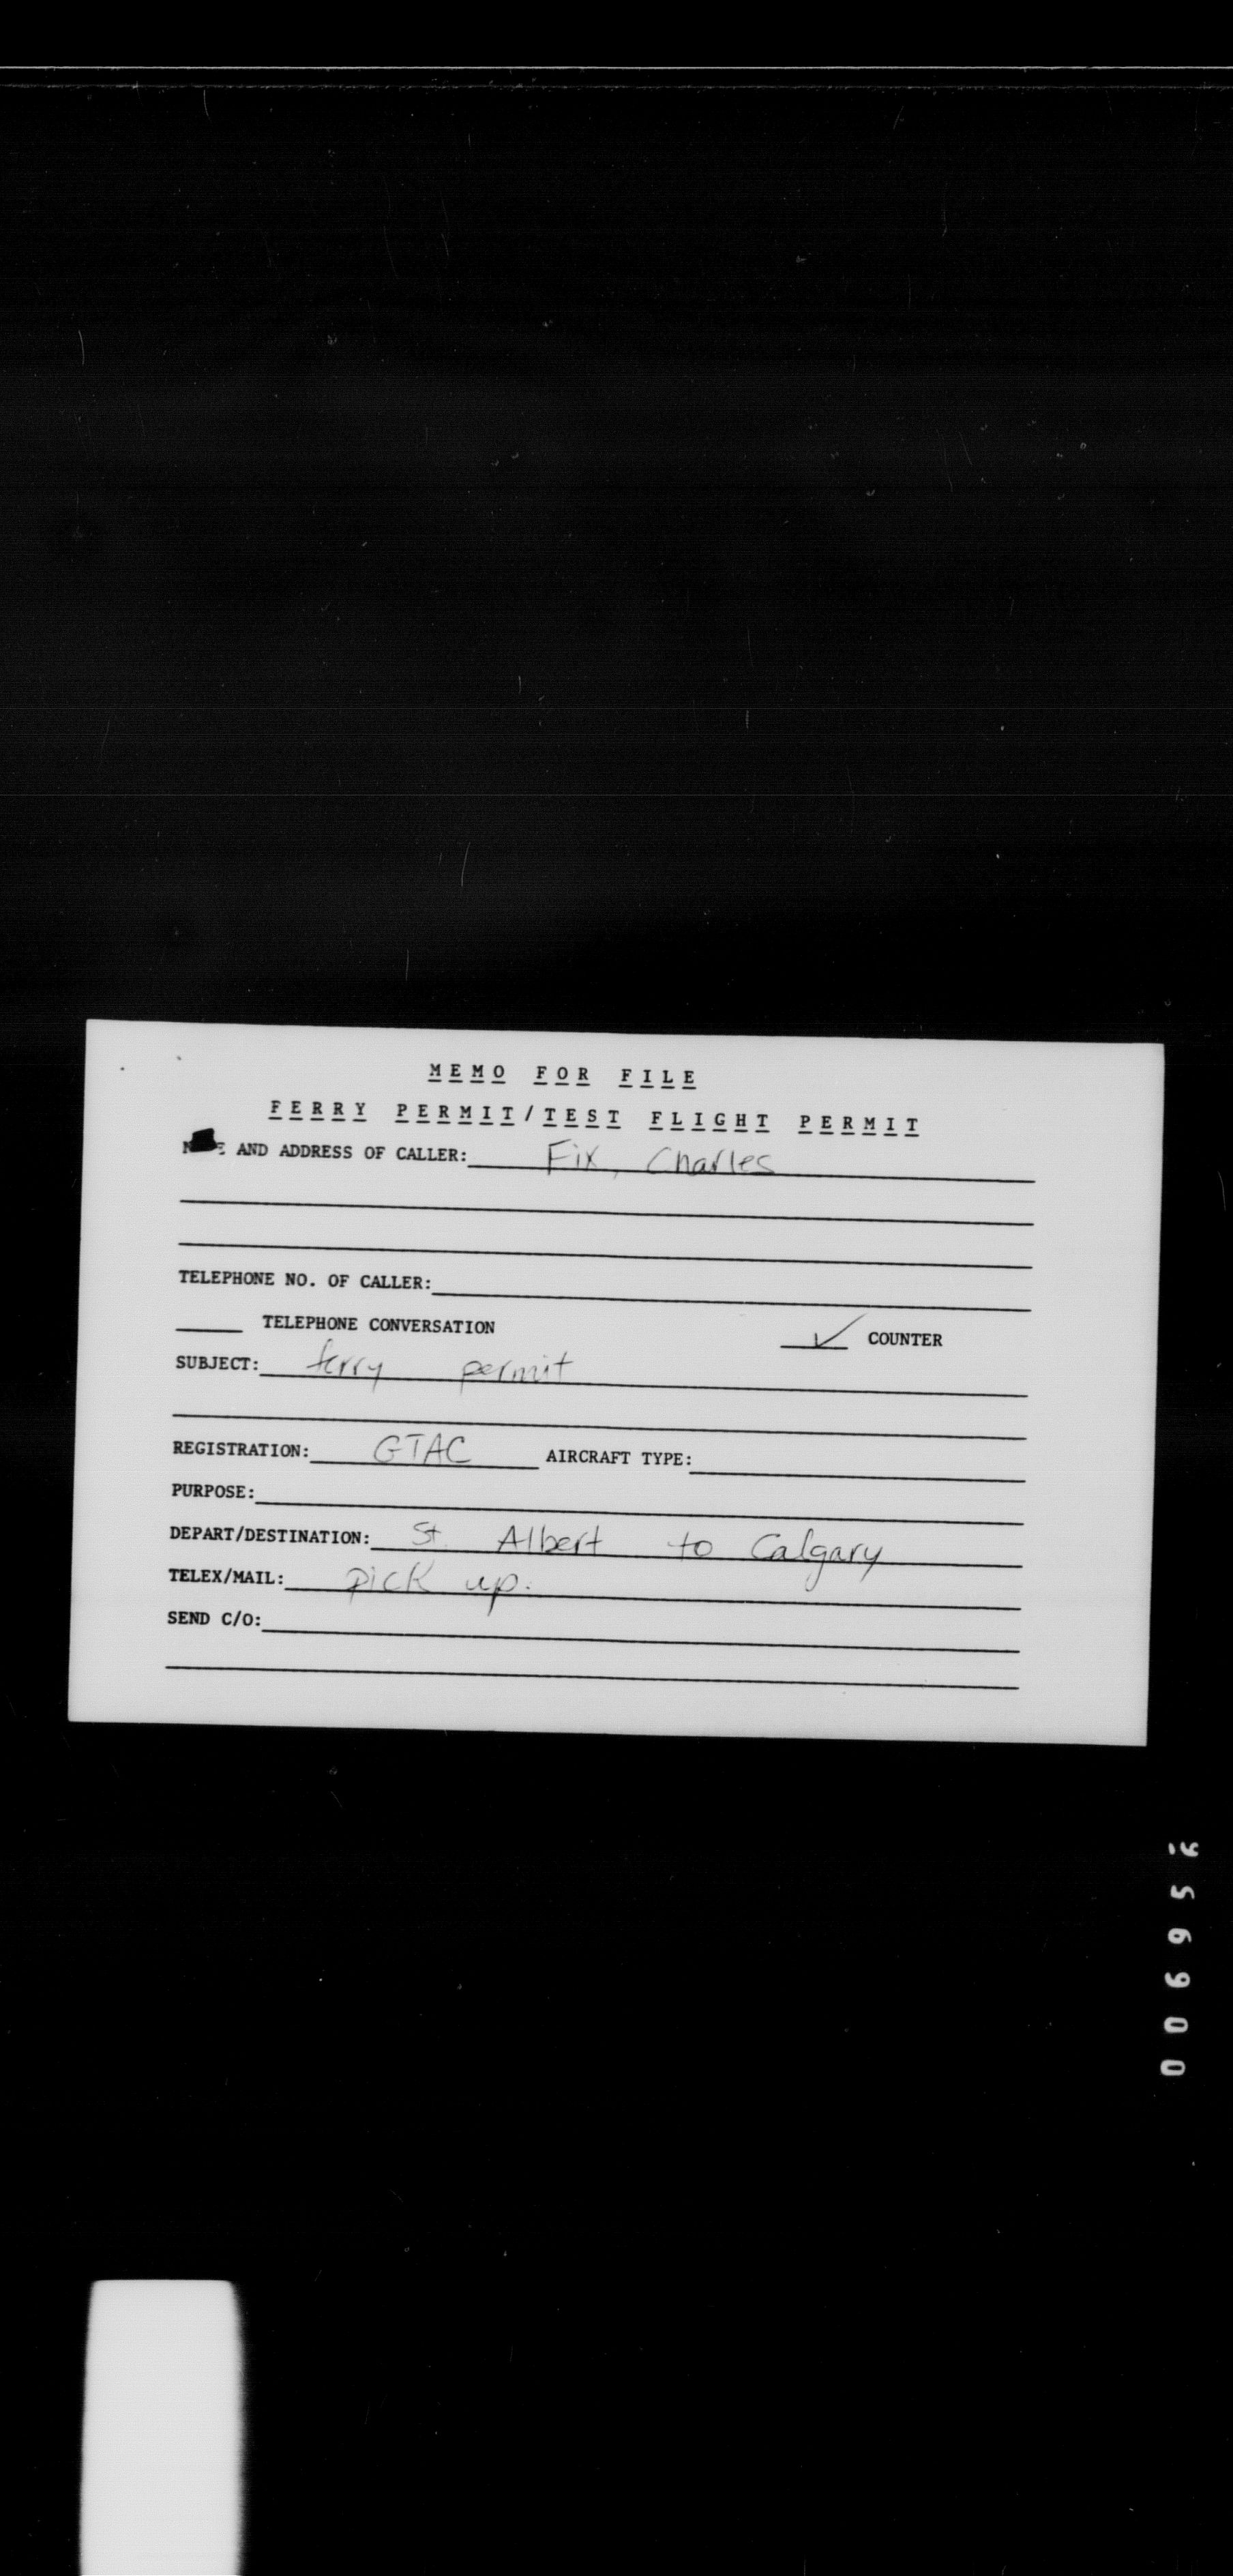 MEMO FOR FILE
FERRY PERMIT/TEST FLIGHT PERMIT
AND ADDRESS OF CALLER: Fix, Charles
TELEPHONE NO. OF CALLER:
TELEPHONE CONVERSATION ✓ COUNTER
SUBJECT: ferry permit
REGISTRATION: GTAC AIRCRAFT TYPE:
PURPOSE:
DEPART/DESTINATION: St. Albert to Calgary
TELEX/MAIL: pick up.
SEND C/O:
00695